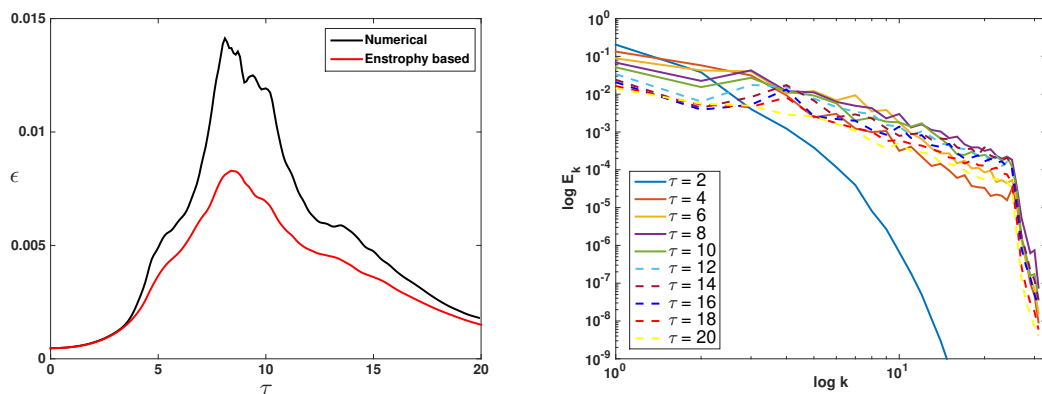 0.015
0.01
0.005
0
ϵ
0 5 10 15 20
τ
Numerical
Enstrophy based
10^0
10^-1
10^-2
10^-3
10^-4
10^-5
10^-6
10^-7
10^-8
10^-9
log E_k
10^0 10^1
log k
τ = 2
τ = 4
τ = 6
τ = 8
τ = 10
τ = 12
τ = 14
τ = 16
τ = 18
τ = 20